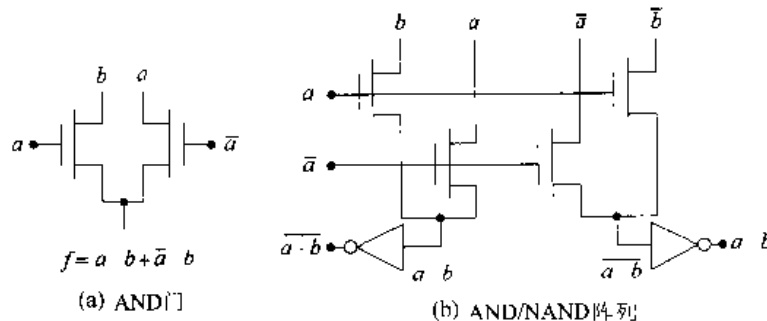 b a a̅ b̅
b a
a
a a̅
a̅
f = a b + a̅ b
a · b
a b
a b
a b
(a) AND门
(b) AND/NAND阵列